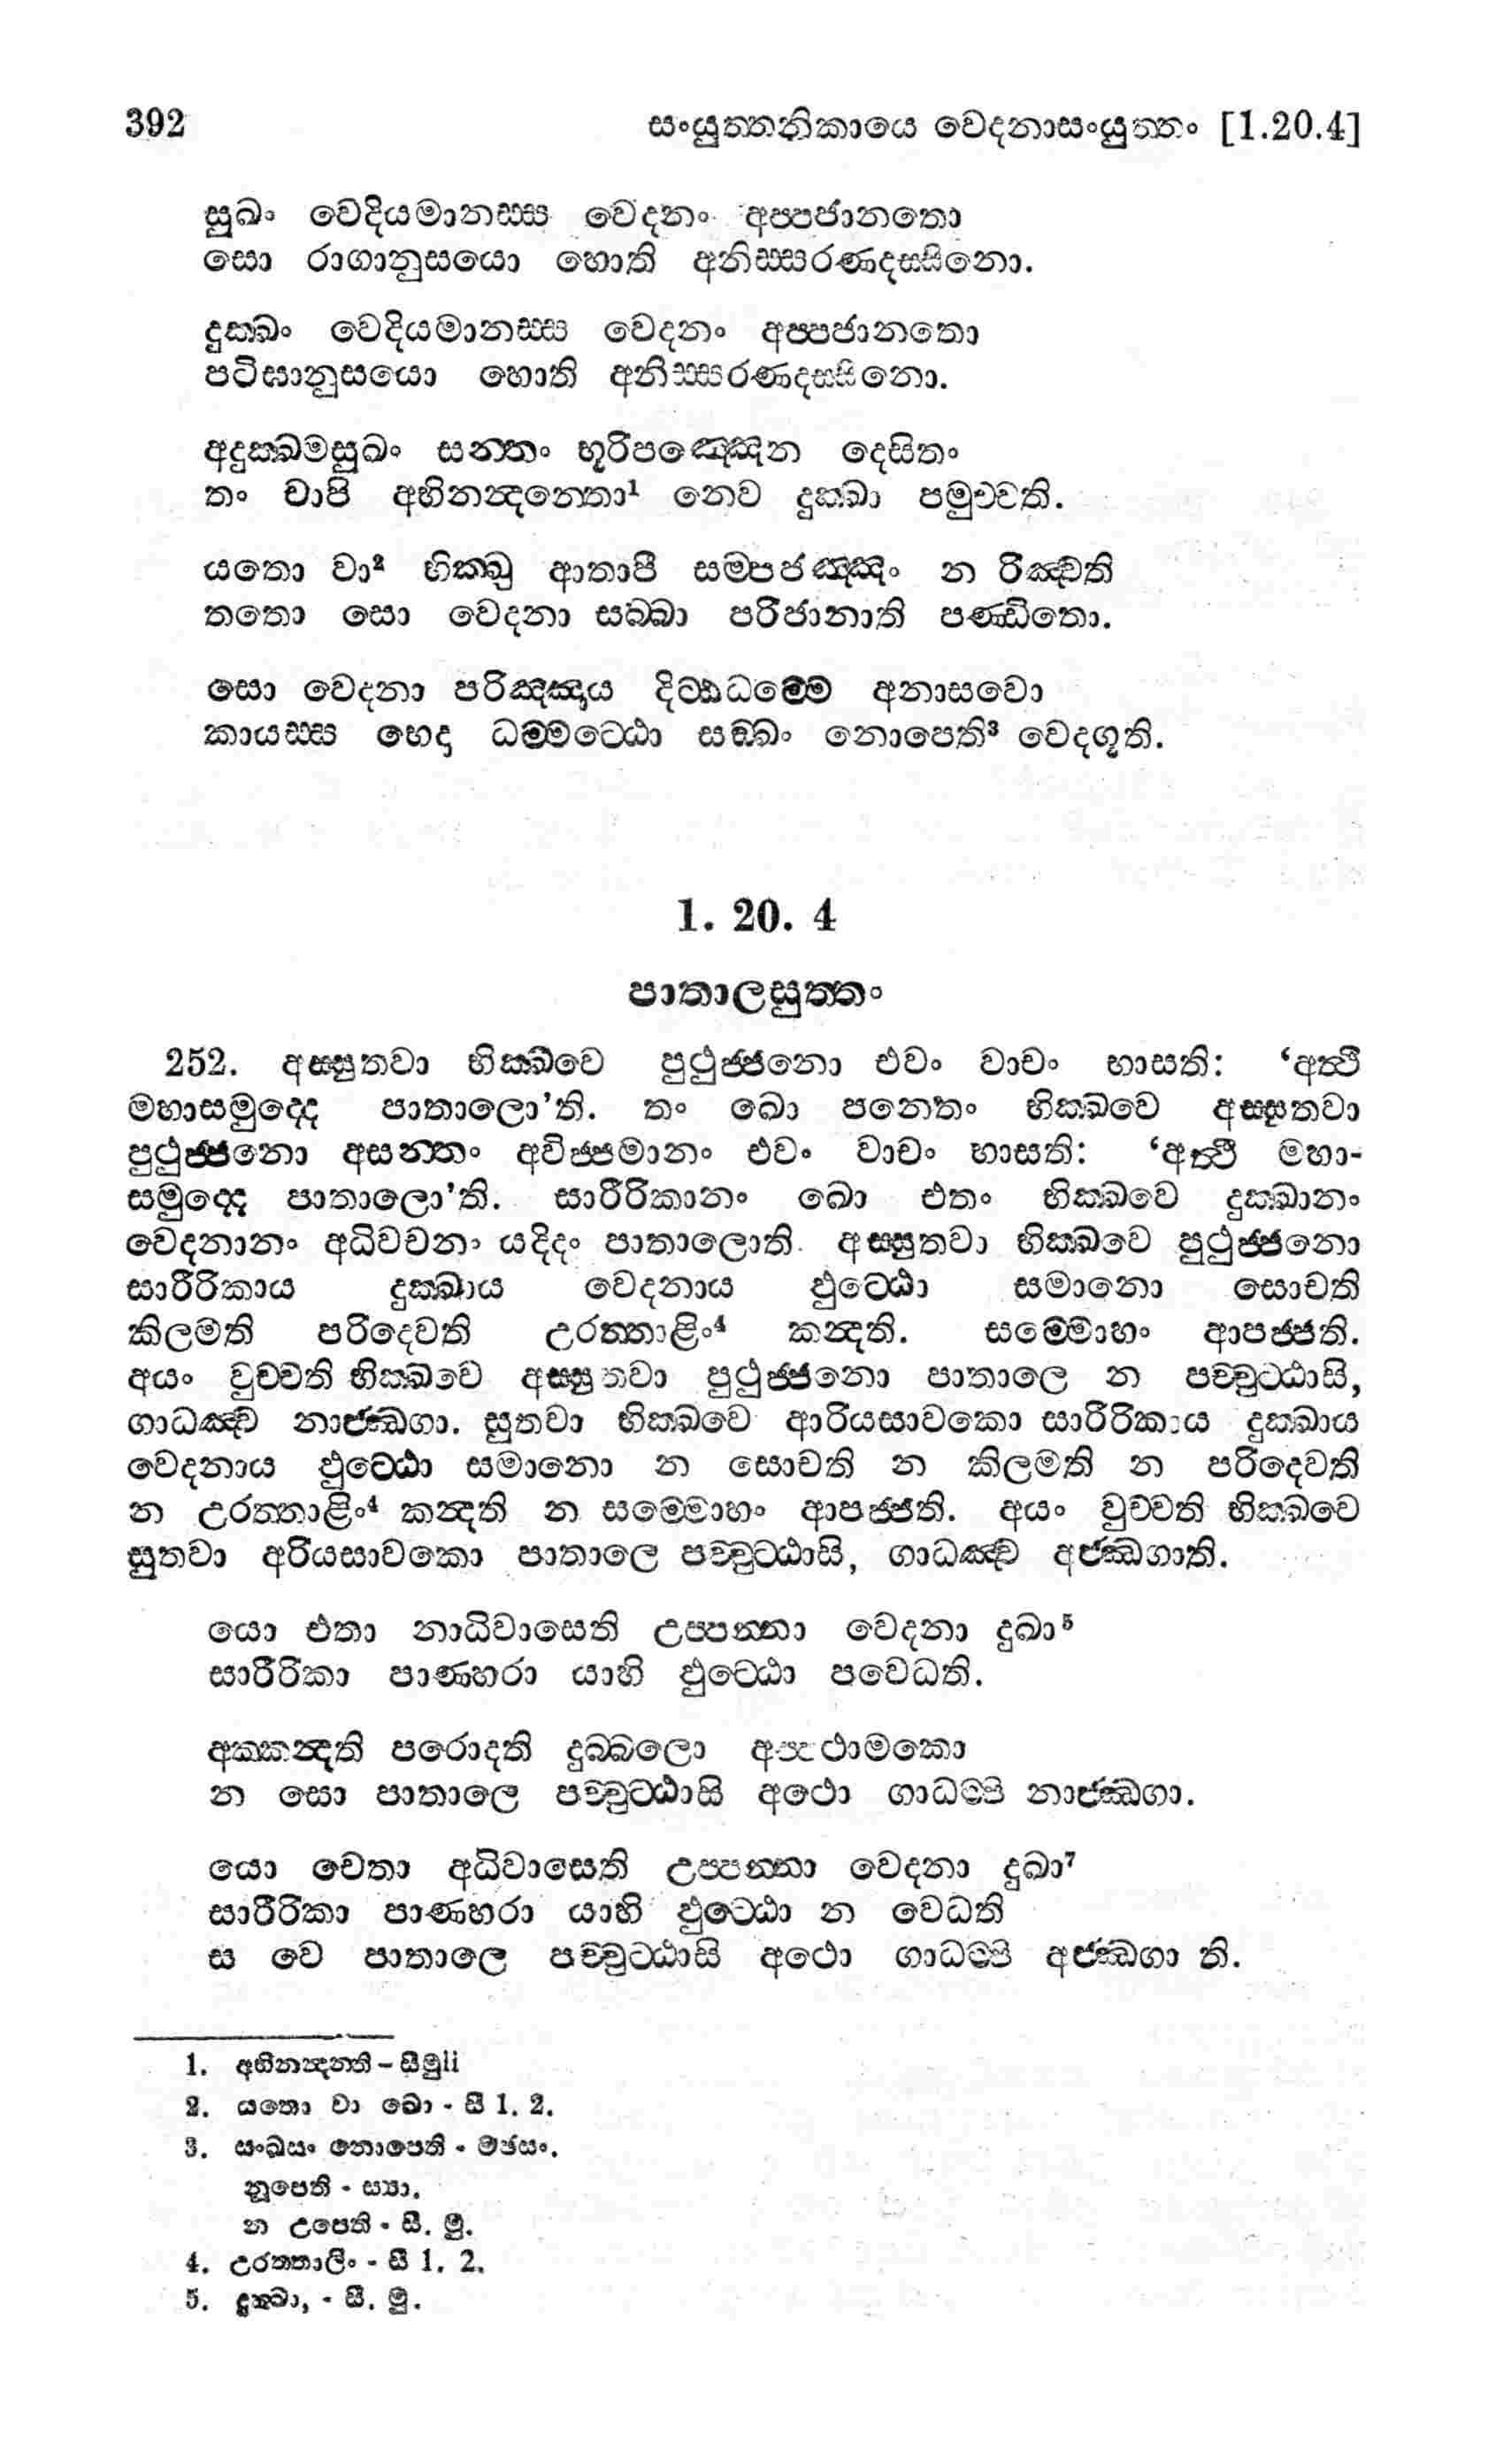 392 සංයුත්තනිකායෙ වෙදනාසංයුත්තං [1.20.4]
සුඛං වෙදියමානස්ස වෙදනං අප්පජානතො
සො රාගානුසයො හොති අනිස්සරණදස්සිනො.
දුක්ඛං වෙදියමානස්ස වෙදනං අප්පජානතො
පටිඝානුසයො හොති අනිස්සරණදස්සිනො.
අදුක්ඛමසුඛං සන්තං භූරිපඤ්ඤෙන දෙසිතං
තං චාපි අභිනන්දන්තො¹ නෙව දුක්ඛා පමුච්චති.
යතො වා² භික්ඛු ආතාපී සම්පජඤ්ඤං න රිඤ්චති
තතො සො වෙදනා සබ්බා පරිජානාති පණ්ඩිතො.
සො වෙදනා පරිඤ්ඤාය දිට්ඨධම්මෙ අනාසවො
කායස්ස භෙදා ධම්මට්ඨො සඞ්ඛං නොපෙති³ වෙදගූති.
1. 20. 4
පාතාලසුත්තං
252. අස්සුතවා භික්ඛවෙ පුථුජ්ජනො එවං වාචං භාසති: ‘අත්ථි
මහාසමුද්දෙ පාතාලො’ති. තං ඛො පනෙතං භික්ඛවෙ අස්සුතවා
පුථුජ්ජනො අසන්තං අවිජ්ජමානං එවං වාචං භාසති: ‘අත්ථි මහා-
සමුද්දෙ පාතාලො’ති. සාරීරිකානං ඛො එතං භික්ඛවෙ දුක්ඛානං
වෙදනානං අධිවචනං යදිදං පාතාලොති. අස්සුතවා භික්ඛවෙ පුථුජ්ජනො
සාරීරිකාය දුක්ඛාය වෙදනාය ඵුට්ඨො සමානො සොචති
කිලමති පරිදෙවති උරත්තාළිං⁴ කන්දති. සම්මොහං ආපජ්ජති.
අයං වුච්චති භික්ඛවෙ අස්සුතවා පුථුජ්ජනො පාතාලෙ න පච්චුට්ඨාසි,
ගාධඤ්ච නාජ්ඣගා. සුතවා භික්ඛවෙ ආරියසාවකො සාරීරිකාය දුක්ඛාය
වෙදනාය ඵුට්ඨො සමානො න සොචති න කිලමති න පරිදෙවති
න උරත්තාළිං⁴ කන්දති න සම්මොහං ආපජ්ජති. අයං වුච්චති භික්ඛවෙ
සුතවා අරියසාවකො පාතාලෙ පච්චුට්ඨාසි, ගාධඤ්ච අජ්ඣගාති.
යො එතා නාධිවාසෙති උප්පන්නා වෙදනා දුඛා⁵
සාරීරිකා පාණහරා යාහි ඵුට්ඨො පවෙධති.
අක්කන්දති පරොදති දුබ්බලො අප්පථාමකො
න සො පාතාලෙ පච්චුට්ඨාසි අථො ගාධම්පි නාජ්ඣගා.
යො චෙතා අධිවාසෙති උප්පන්නා වෙදනා දුඛා⁷
සාරීරිකා පාණහරා යාහි ඵුට්ඨො න වෙධති
ස වෙ පාතාලෙ පච්චුට්ඨාසි අථො ගාධම්පි අජ්ඣගා ති.
1. අභිනන්දන්ති – සීමුii
2. යතො වා ඛො - සී 1. 2.
3. සංඛ්‍යං නොපෙති - මඡසං.
නූපෙති - ස්‍යා.
න උපෙති - සී. මු.
4. උරත්තාලිං - සී 1. 2.
5. දුක්ඛා, - සී. මු.